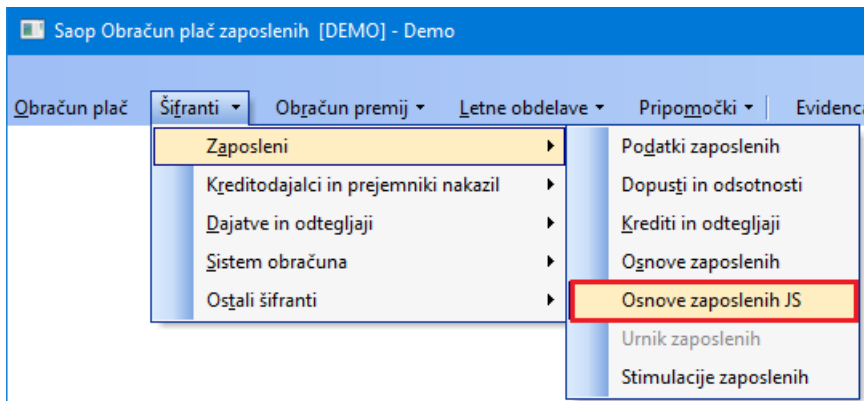 Saop Obračun plač zaposlenih [DEMO] - Demo
Obračun plač Šifranti Obračun premij Letne obdelave Pripomočki Evidenc
Zaposleni
Kreditodajalci in prejemniki nakazil
Dajatve in odtegljaji
Sistem obračuna
Ostali šifranti
Podatki zaposlenih
Dopusti in odsotnosti
Krediti in odtegljaji
Osnove zaposlenih
Osnove zaposlenih JS
Urnik zaposlenih
Stimulacije zaposlenih